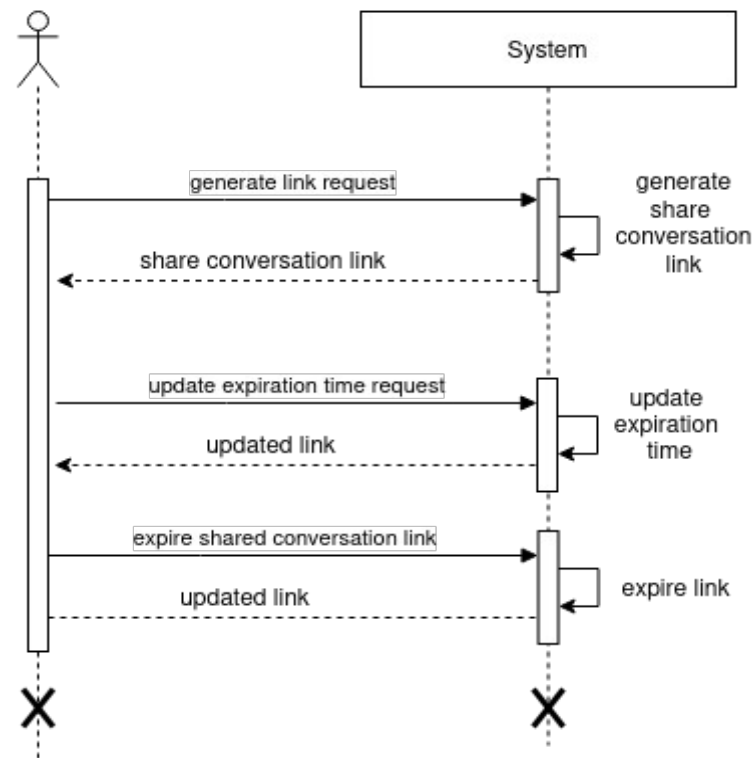 System
generate link request
generate
share
conversation
link
share conversation link
update expiration time request
update
expiration
time
updated link
expire shared conversation link
expire link
updated link